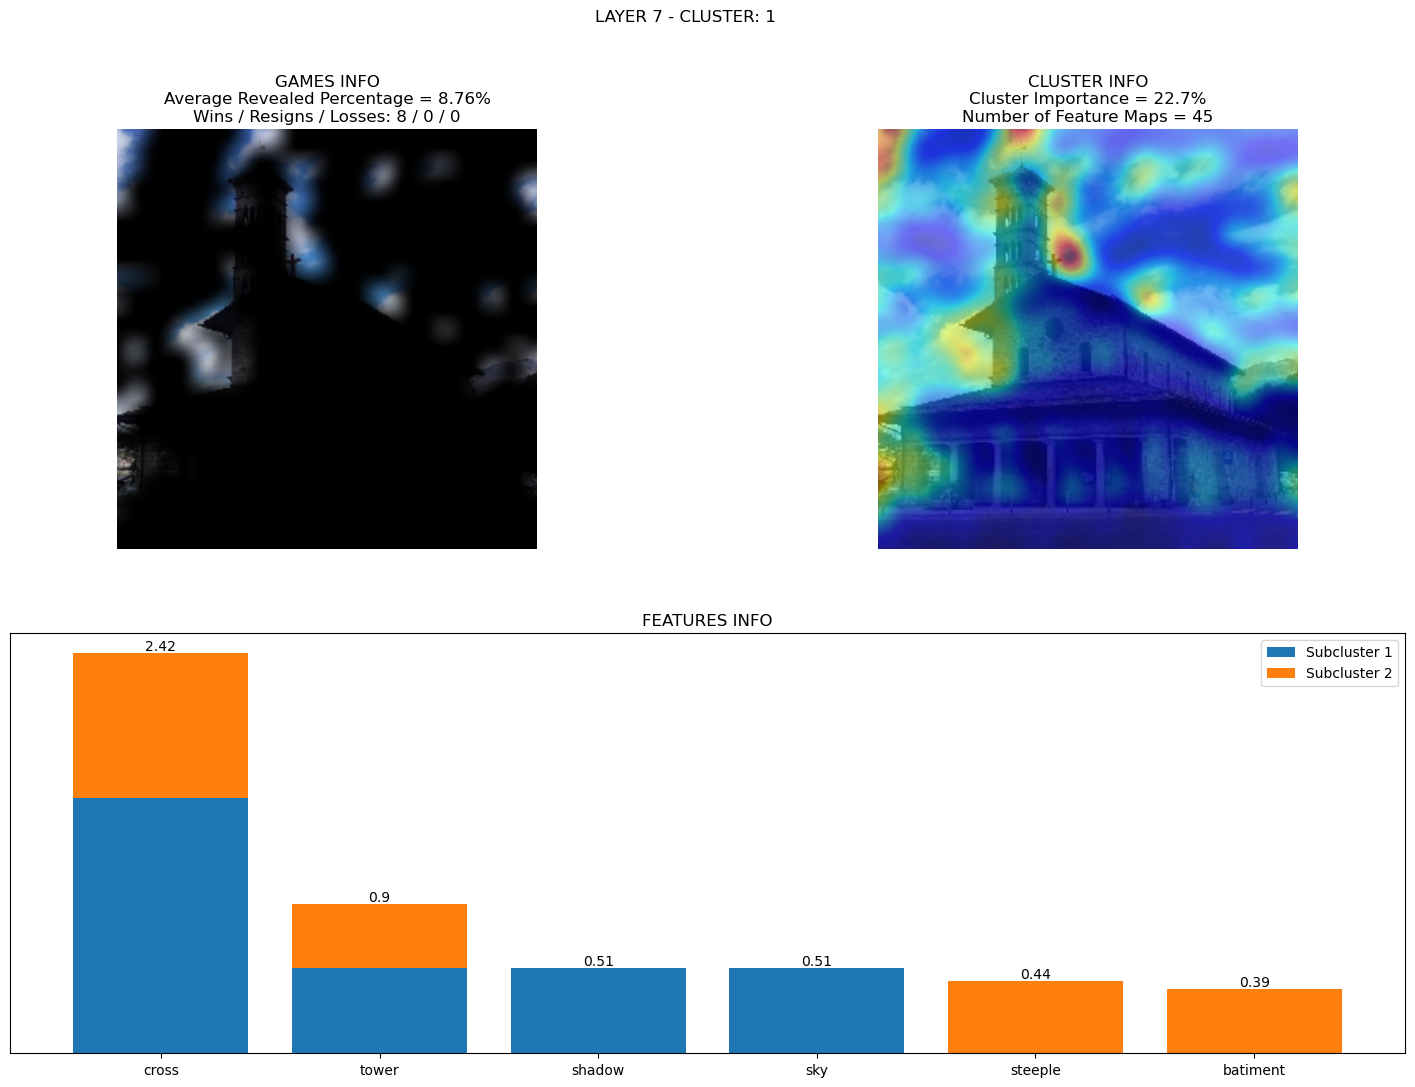 LAYER 7 - CLUSTER: 1
GAMES INFO
Average Revealed Percentage = 8.76%
Wins / Resigns / Losses: 8 / 0 / 0
CLUSTER INFO
Cluster Importance = 22.7%
Number of Feature Maps = 45
FEATURES INFO
Subcluster 1
Subcluster 2
2.42
0.9
0.51
0.51
0.44
0.39
cross
tower
shadow
sky
steeple
batiment